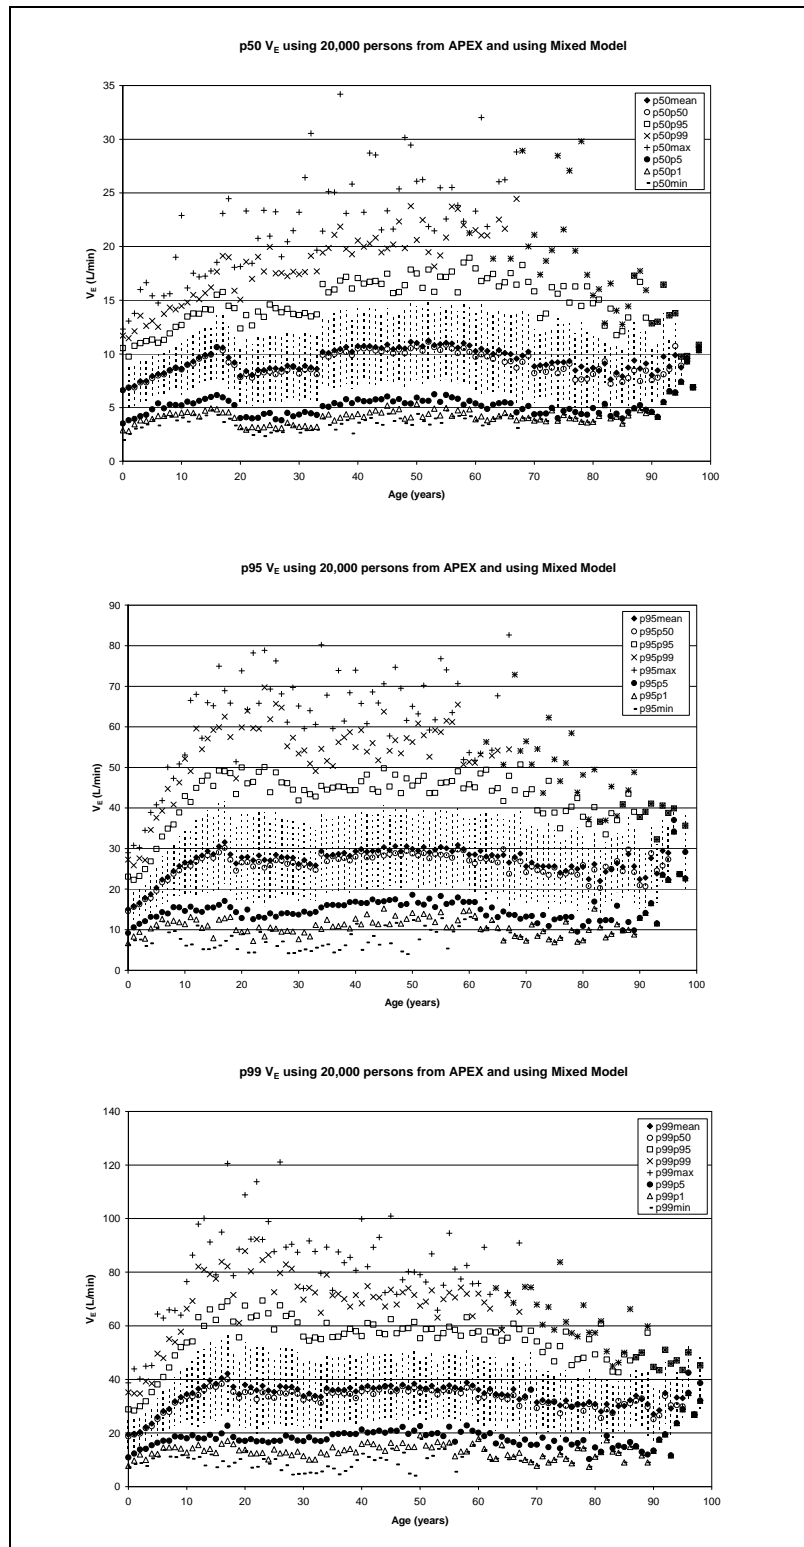 p50 VE using 20,000 persons from APEX and using Mixed Model
35
30
25
20
15
10
5
0
VE (L/min)
p50mean
p50p50
p50p95
p50p99
p50max
p50p5
p50p1
p50min
0 10 20 30 40 50 60 70 80 90 100
Age (years)
p95 VE using 20,000 persons from APEX and using Mixed Model
90
80
70
60
50
40
30
20
10
0
VE (L/min)
p95mean
p95p50
p95p95
p95p99
p95max
p95p5
p95p1
p95min
0 10 20 30 40 50 60 70 80 90 100
Age (years)
p99 VE using 20,000 persons from APEX and using Mixed Model
140
120
100
80
60
40
20
0
VE (L/min)
p99mean
p99p50
p99p95
p99p99
p99max
p99p5
p99p1
p99min
0 10 20 30 40 50 60 70 80 90 100
Age (years)